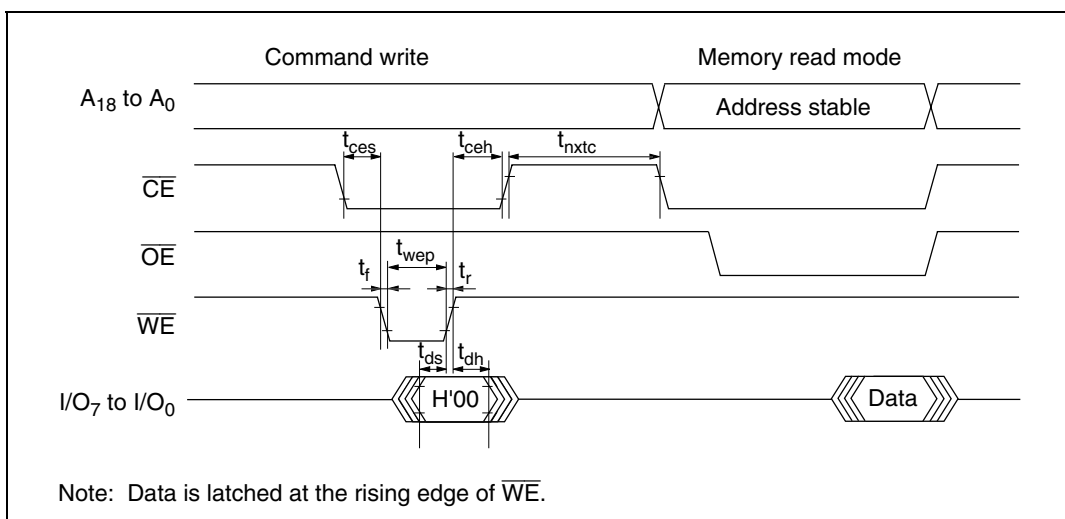 Command write Memory read mode
A18 to A0 Address stable
tces tceh tnxtc
CE
OE
twep
tf tr
WE
tds tdh
I/O7 to I/O0 H'00 Data
Note: Data is latched at the rising edge of WE.